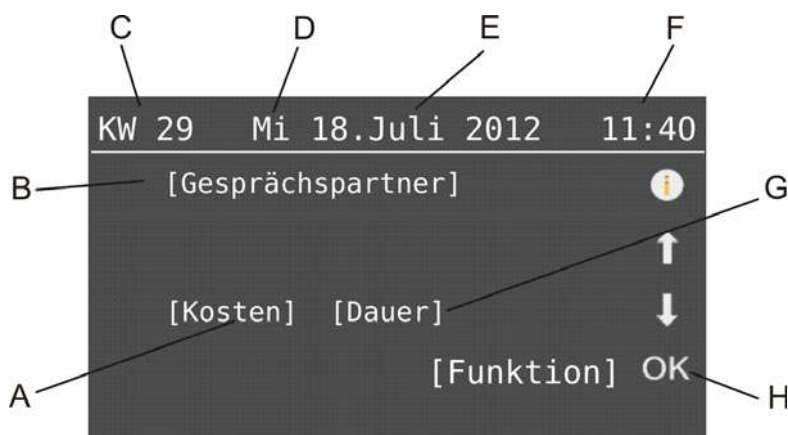 C D E F
KW 29 Mi 18.Juli 2012 11:40
B [Gesprächspartner] i G
[Kosten] [Dauer]
[Funktion] OK
A H